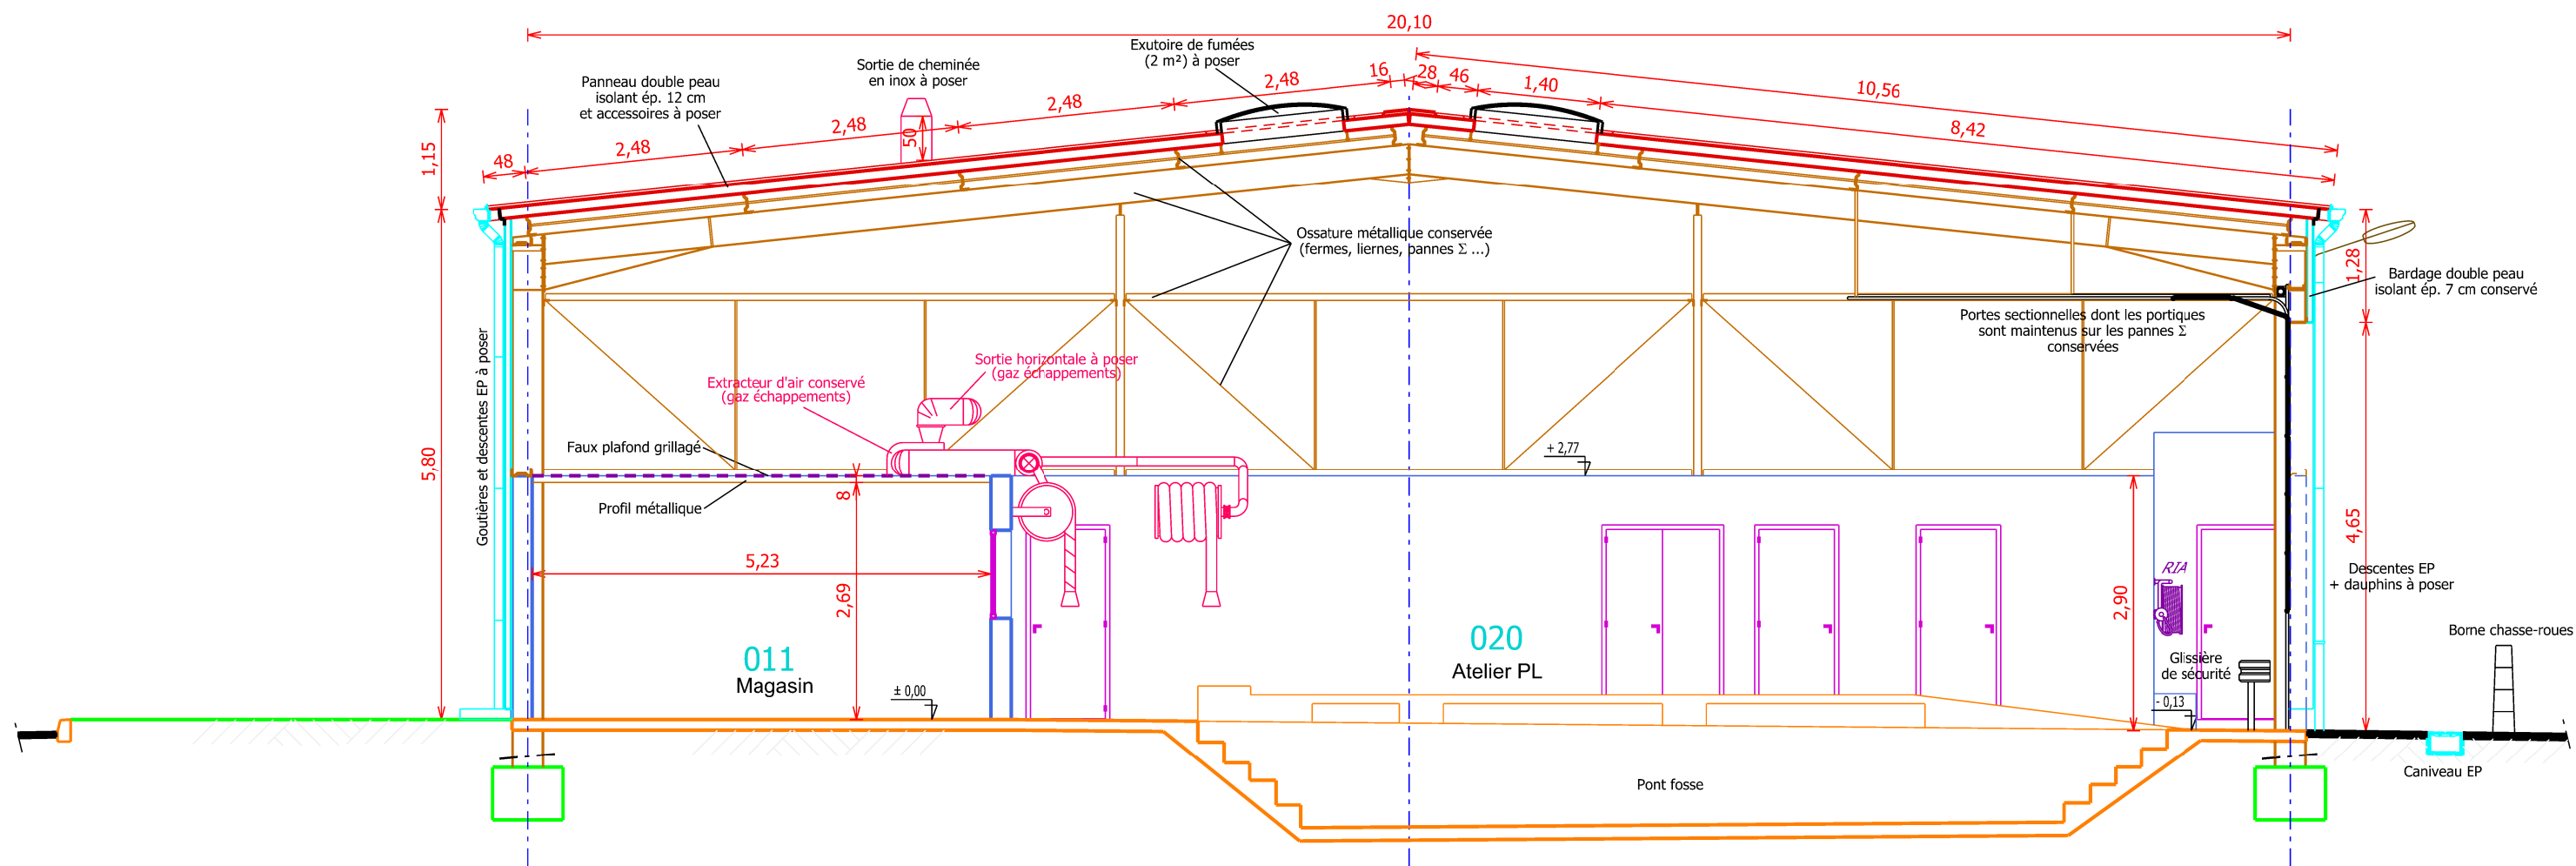 20,10
Exutoire de fumées
(2 m²) à poser
Sortie de cheminée
en inox à poser
Panneau double peau
isolant ép. 12 cm
et accessoires à poser
16
28
46
2,48
1,40
10,56
2,48
2,48
2,48
48
50
8,42
1,15
Ossature métallique conservée
(fermes, liernes, pannes Σ ...)
1,28
Bardage double peau
isolant ép. 7 cm conservé
Portes sectionnelles dont les portiques
sont maintenus sur les pannes Σ
conservées
Goutières et descentes EP à poser
Sortie horizontale à poser
(gaz échappements)
Extracteur d'air conservé
(gaz échappements)
Faux plafond grillagé
+ 2,77
5,80
8
Profil métallique
4,65
5,23
2,69
2,90
RIA
Descentes EP
+ dauphins à poser
011
Magasin
020
Atelier PL
Borne chasse-roues
Glissière
de sécurité
± 0,00
- 0,13
Pont fosse
Caniveau EP